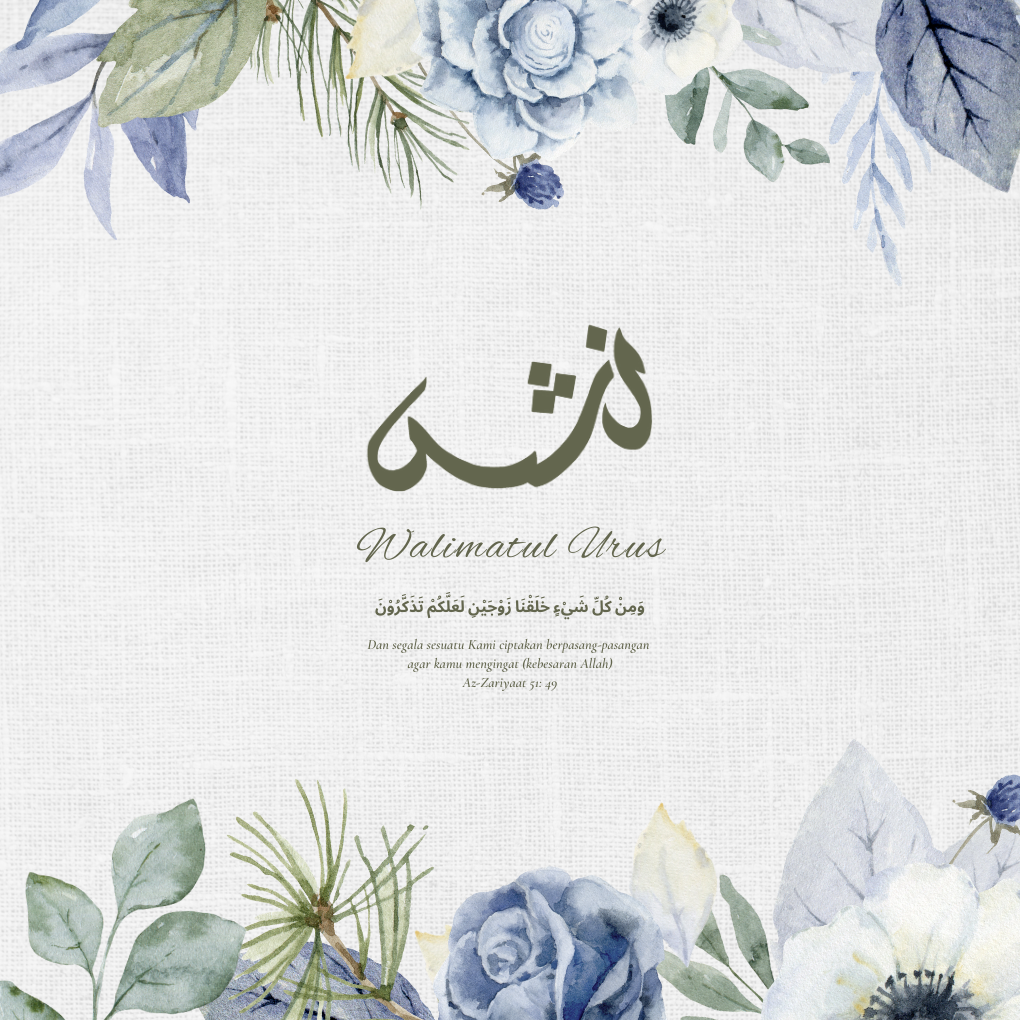 Walimatul Urus
وَمِنْ كُلِّ شَيْءٍ خَلَقْنَا زَوْجَيْنِ لَعَلَّكُمْ تَذَكَّرُوْنَ
Dan segala sesuatu Kami ciptakan berpasang-pasangan
agar kamu mengingat (kebesaran Allah)
Az-Zariyaat 51: 49